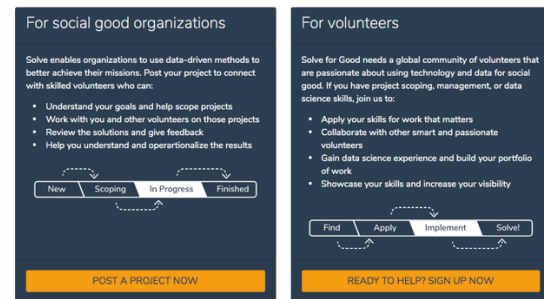 For social good organizations
Solve enables organizations to use data-driven methods to
better achieve their missions. Post your project to connect
with skilled volunteers who can:
• Understand your goals and help scope projects
• Work with you and other volunteers on those projects
• Review the solutions and give feedback
• Help you understand and operartionalize the results
New Scoping In Progress Finished
POST A PROJECT NOW
For volunteers
Solve for Good needs a global community of volunteers that
are passionate about using technology and data for social
good. If you have project scoping, management, or data
science skills, join us to:
• Apply your skills for work that matters
• Collaborate with other smart and passionate
volunteers
• Gain data science experience and build your portfolio
of work
• Showcase your skills and increase your visibility
Find Apply Implement Solve!
READY TO HELP? SIGN UP NOW